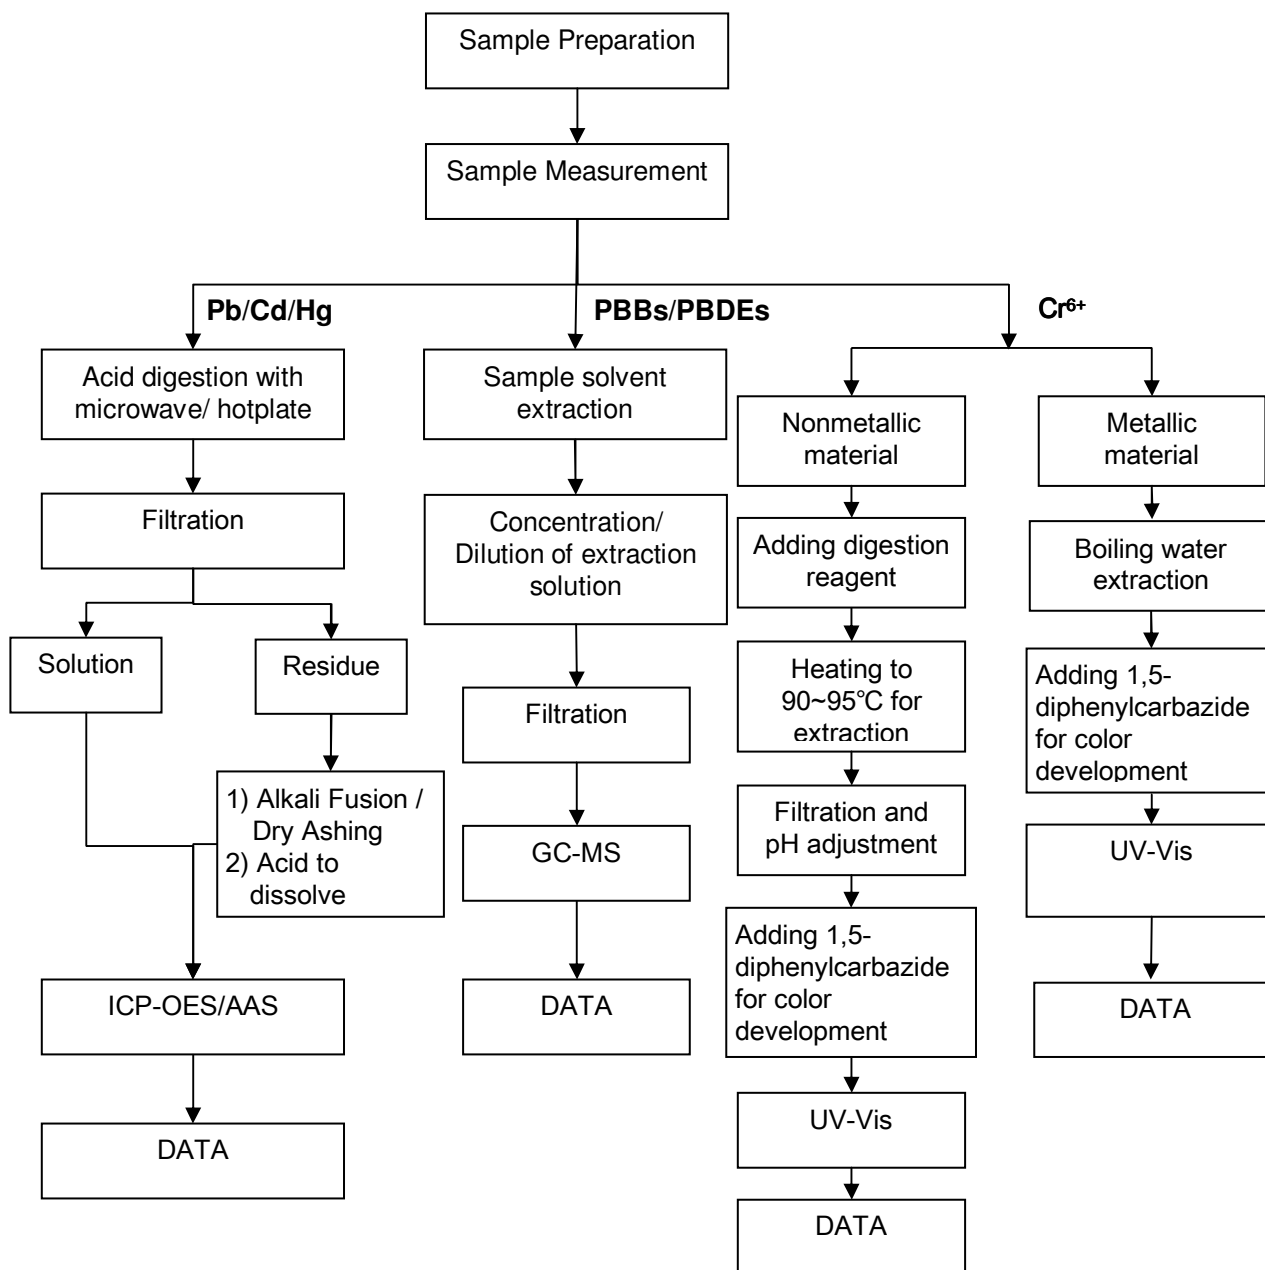 Sample Preparation
Sample Measurement
Pb/Cd/Hg
PBBs/PBDEs
Cr⁶⁺
Acid digestion with
microwave/ hotplate
Filtration
Solution
Residue
1) Alkali Fusion /
Dry Ashing
2) Acid to
dissolve
ICP-OES/AAS
DATA
Sample solvent
extraction
Concentration/
Dilution of extraction
solution
Filtration
GC-MS
DATA
Nonmetallic
material
Adding digestion
reagent
Heating to
90~95℃ for
extraction
Filtration and
pH adjustment
Adding 1,5-
diphenylcarbazide
for color
development
UV-Vis
DATA
Metallic
material
Boiling water
extraction
Adding 1,5-
diphenylcarbazide
for color
development
UV-Vis
DATA